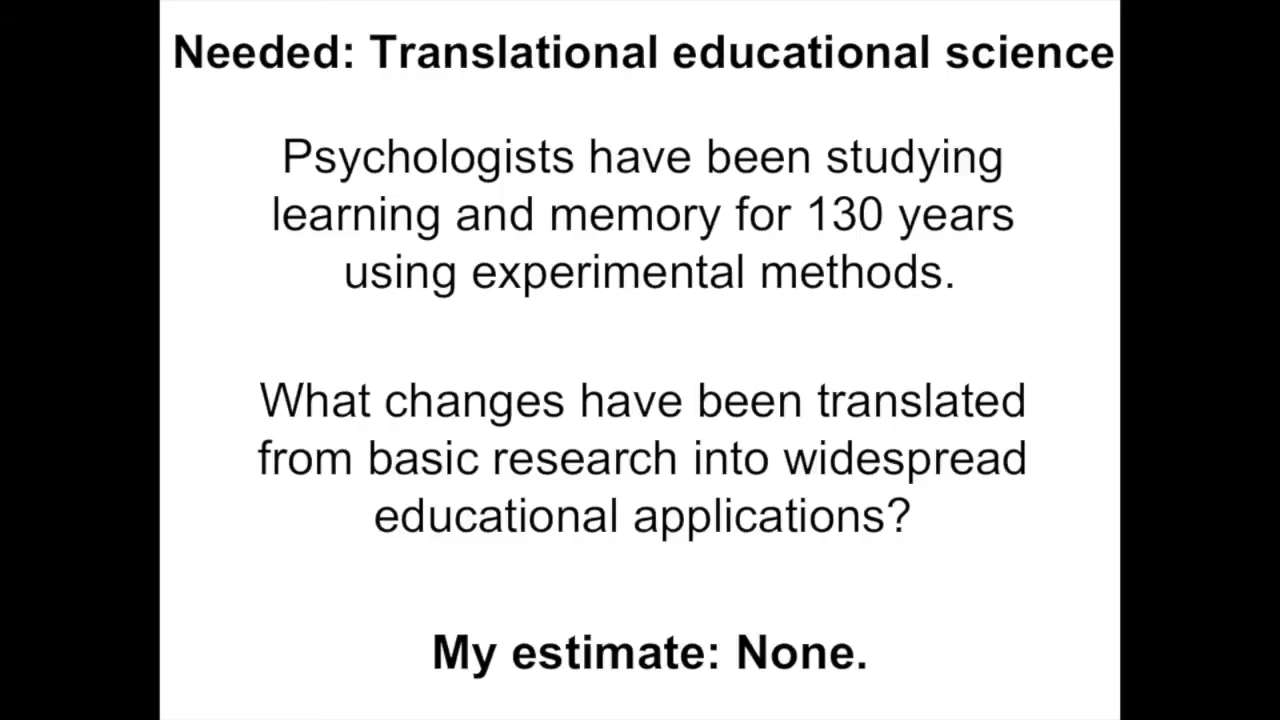 Needed: Translational educational science
Psychologists have been studying
learning and memory for 130 years
using experimental methods.
What changes have been translated
from basic research into widespread
educational applications?
My estimate: None.